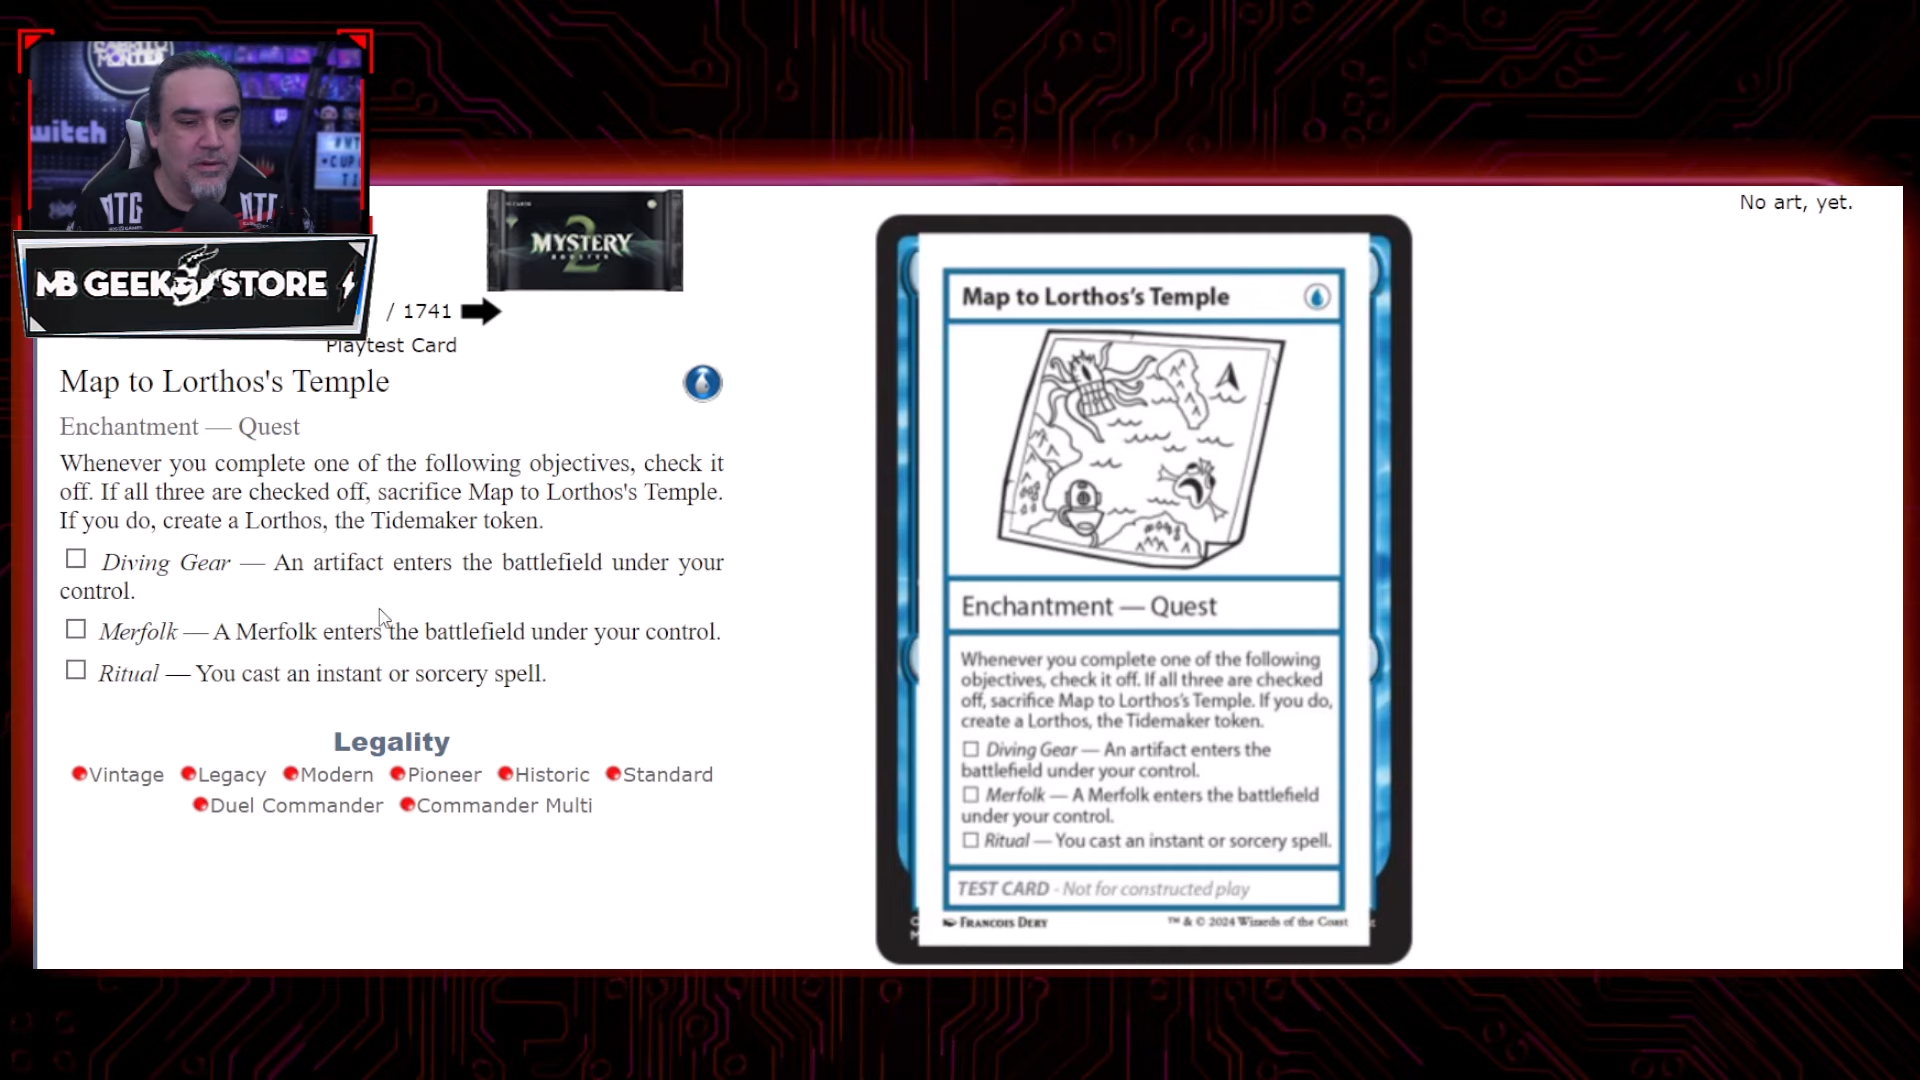 witch
MTG
MTG
MB GEEK STORE
MYSTERY
BOOSTER
2
No art, yet.
/ 1741
Playtest Card
Map to Lorthos's Temple
Enchantment — Quest
Whenever you complete one of the following objectives, check it
off. If all three are checked off, sacrifice Map to Lorthos's Temple.
If you do, create a Lorthos, the Tidemaker token.
☐ Diving Gear — An artifact enters the battlefield under your
control.
☐ Merfolk — A Merfolk enters the battlefield under your control.
☐ Ritual — You cast an instant or sorcery spell.
Legality
Vintage Legacy Modern Pioneer Historic Standard
Duel Commander Commander Multi
Map to Lorthos's Temple
Enchantment — Quest
Whenever you complete one of the following
objectives, check it off. If all three are checked
off, sacrifice Map to Lorthos's Temple. If you do,
create a Lorthos, the Tidemaker token.
☐ Diving Gear — An artifact enters the
battlefield under your control.
☐ Merfolk — A Merfolk enters the battlefield
under your control.
☐ Ritual — You cast an instant or sorcery spell.
TEST CARD - Not for constructed play
FRANCOIS DERY
™ & © 2024 Wizards of the Coast